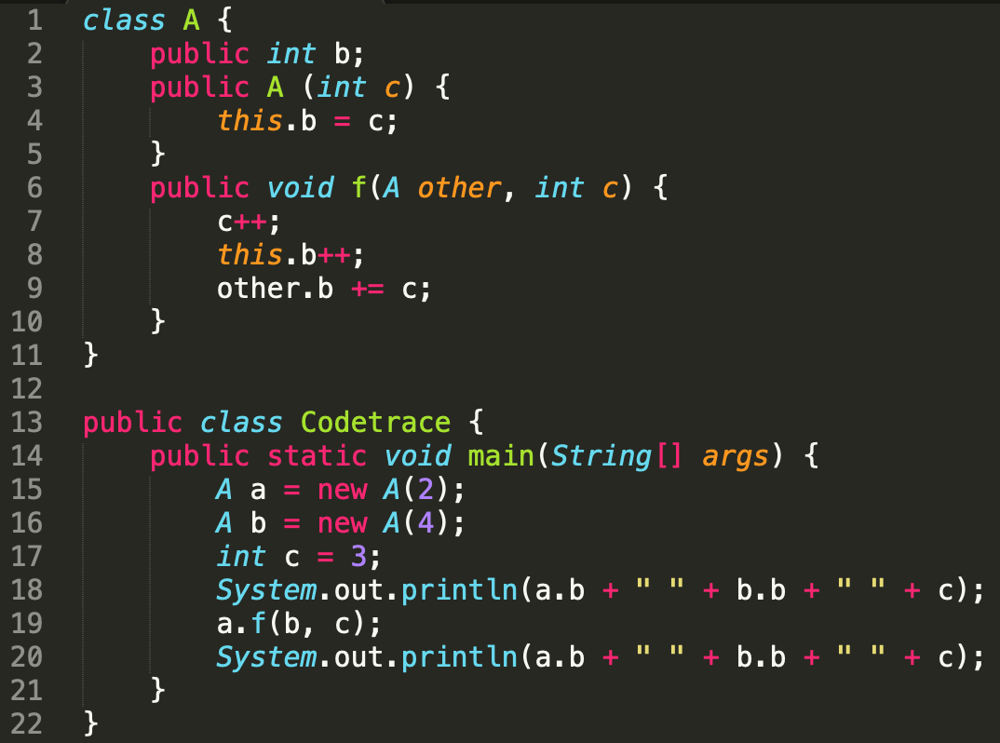 1 class A {
2 public int b;
3 public A (int c) {
4 this.b = c;
5 }
6 public void f(A other, int c) {
7 c++;
8 this.b++;
9 other.b += c;
10 }
11 }
12
13 public class Codetrace {
14 public static void main(String[] args) {
15 A a = new A(2);
16 A b = new A(4);
17 int c = 3;
18 System.out.println(a.b + " " + b.b + " " + c);
19 a.f(b, c);
20 System.out.println(a.b + " " + b.b + " " + c);
21 }
22 }